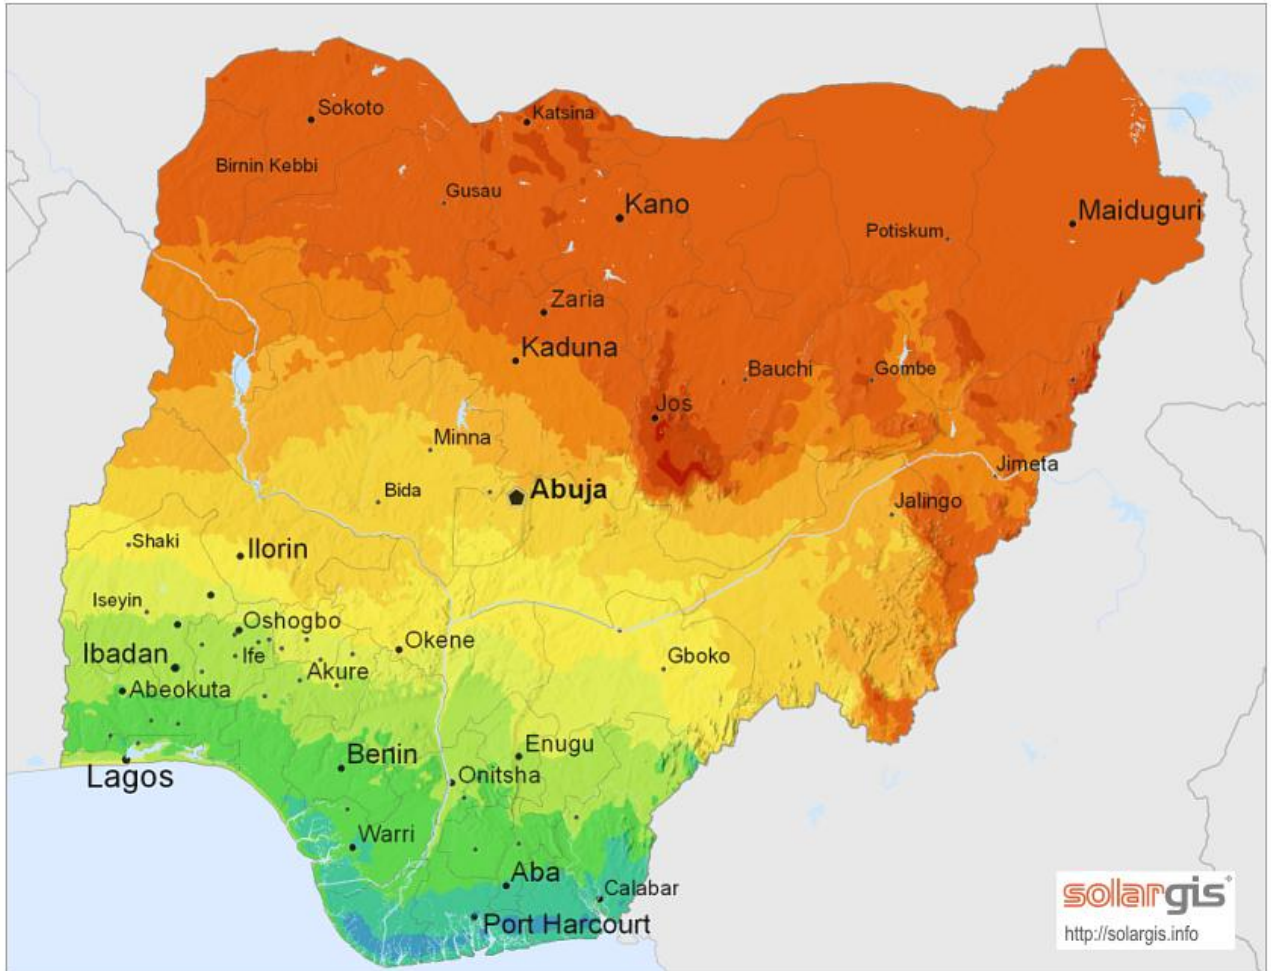 Sokoto
Katsina
Birnin Kebbi
Gusau
Kano
Maiduguri
Potiskum
Zaria
Kaduna
Bauchi
Gombe
Jos
Minna
Jimeta
Bida
Abuja
Jalingo
Shaki
Ilorin
Iseyin
Oshogbo
Okene
Ibadan
Ife
Gboko
Akure
Abeokuta
Enugu
Benin
Lagos
Onitsha
Warri
Aba
Calabar
Port Harcourt
solargis
http://solargis.info